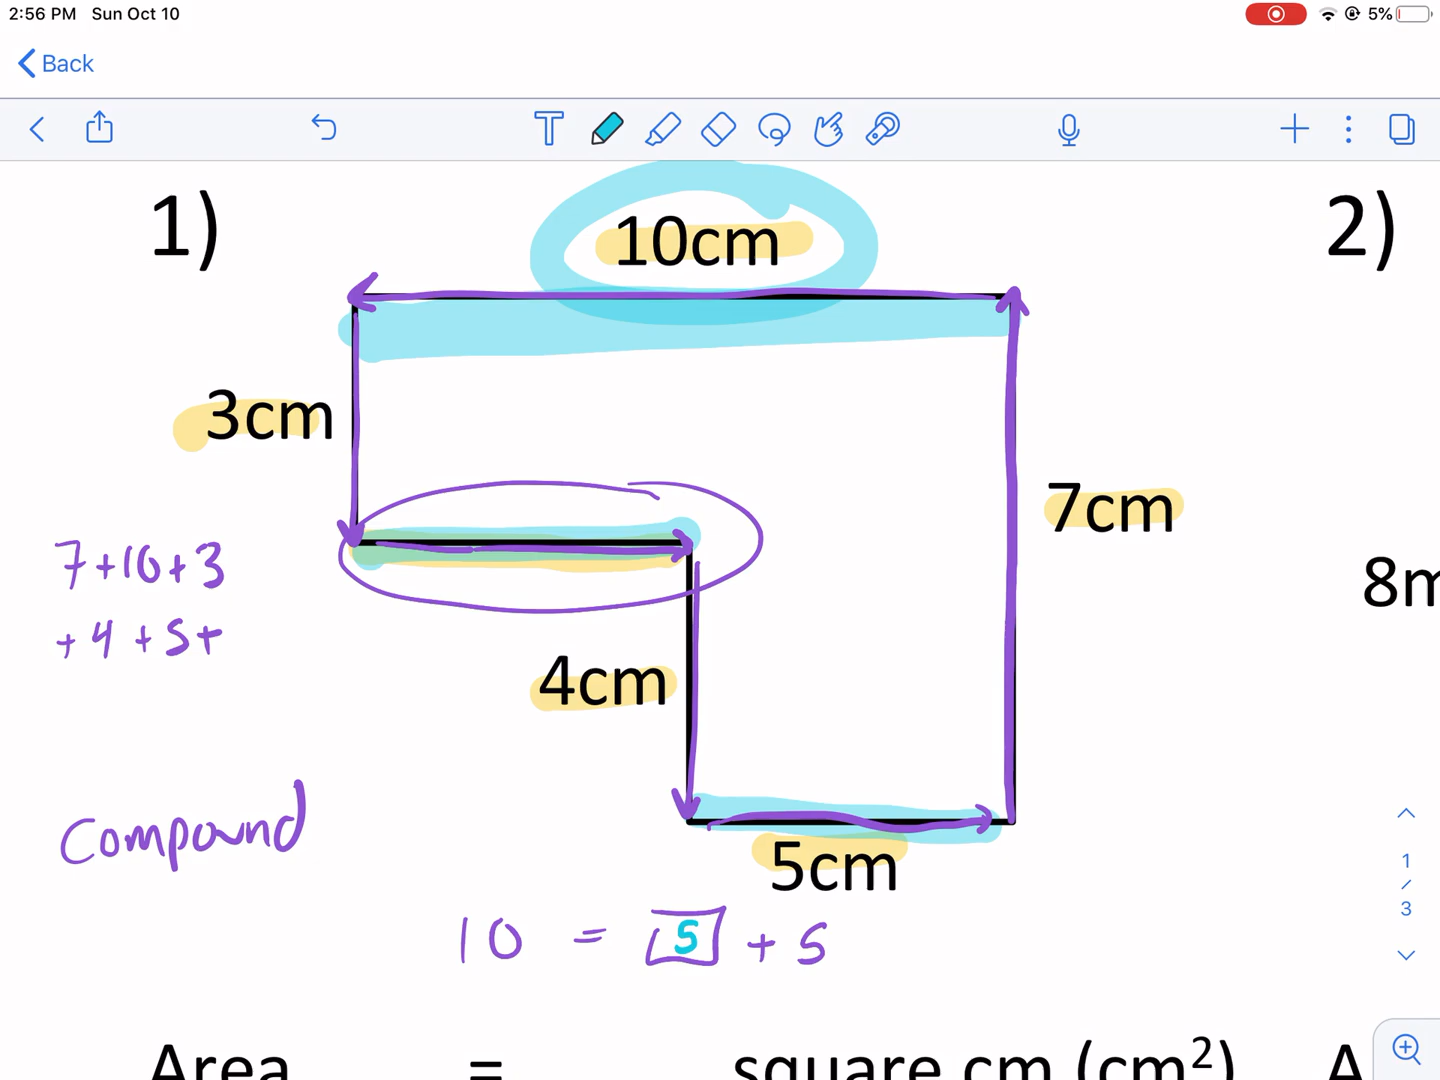 2:56 PM Sun Oct 10
5%
Back
1)
10cm
2)
3cm
7cm
7+10+3
8m
+4+5+
4cm
Compound
1
/
3
5cm
10 = 5 + 5
Area = square cm (cm²) A